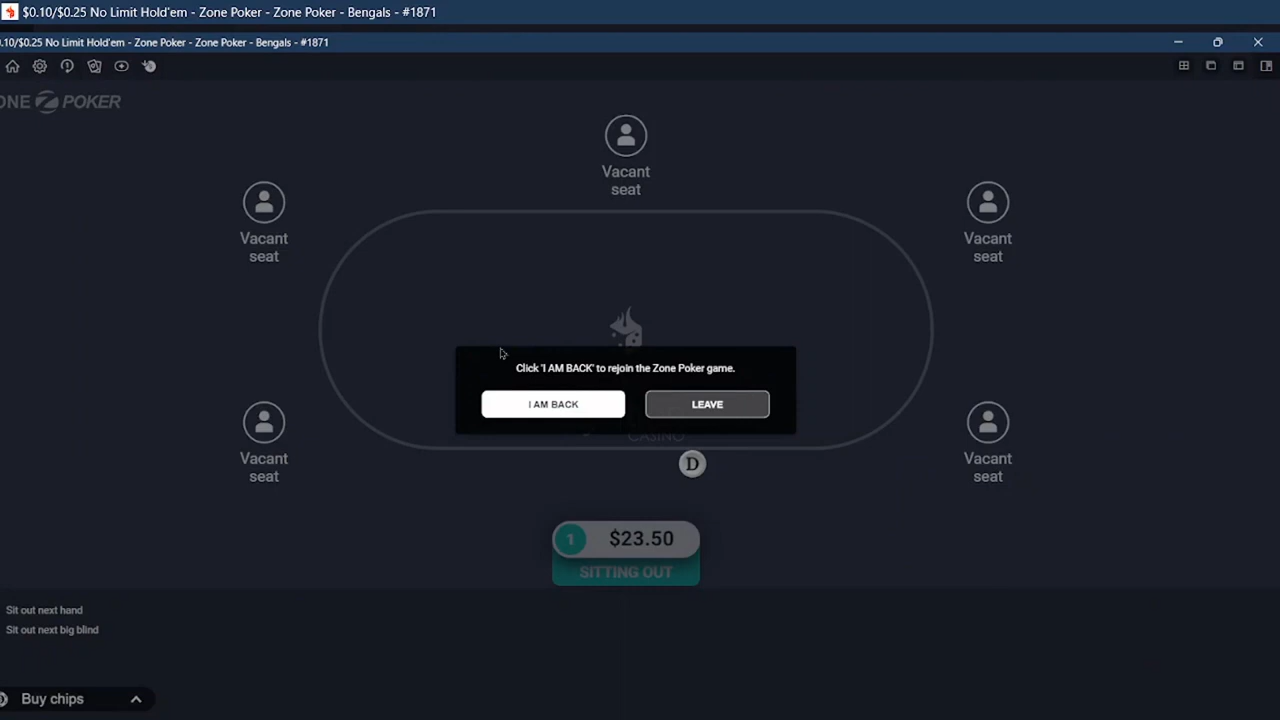 $0.10/$0.25 No Limit Hold'em - Zone Poker - Zone Poker - Bengals - #1871
.10/$0.25 No Limit Hold'em - Zone Poker - Zone Poker - Bengals - #1871
ONE Z POKER
Vacant
seat
Vacant
seat
Vacant
seat
Click 'I AM BACK' to rejoin the Zone Poker game.
I AM BACK
LEAVE
CASINO
Vacant
seat
Vacant
seat
D
1 $23.50
SITTING OUT
Sit out next hand
Sit out next big blind
Buy chips